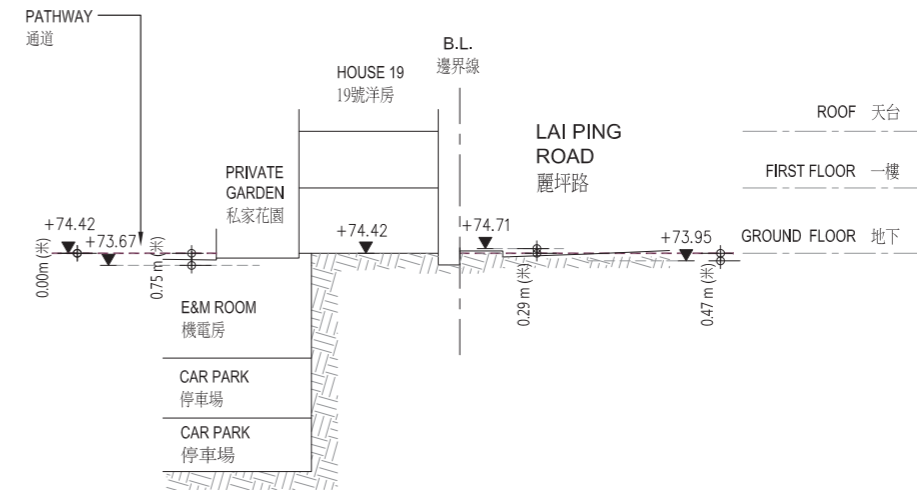 PATHWAY
通道
HOUSE 19
19號洋房
B.L.
邊界線
LAI PING
ROAD
麗坪路
ROOF 天台
FIRST FLOOR 一樓
GROUND FLOOR 地下
PRIVATE
GARDEN
私家花園
+74.42
+73.67
+74.42
+74.71
+73.95
0.00m (米)
0.75 m (米)
0.29 m (米)
0.47 m (米)
E&M ROOM
機電房
CAR PARK
停車場
CAR PARK
停車場